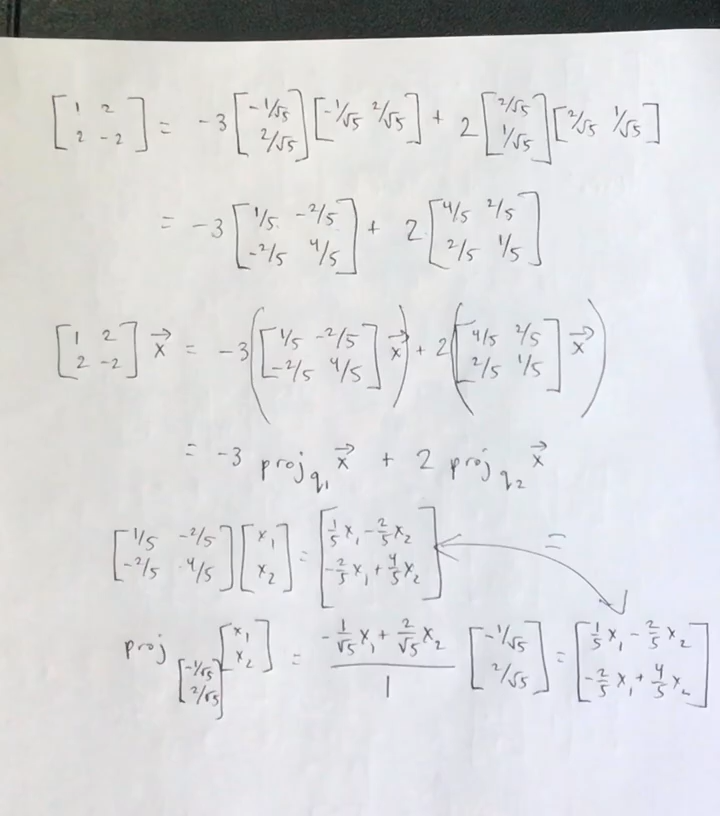 [1 2; 2 -2] = -3 [-1/√5; 2/√5] [-1/√5 2/√5] + 2 [2/√5; 1/√5] [2/√5 1/√5]
= -3 [1/5 -2/5; -2/5 4/5] + 2 [4/5 2/5; 2/5 1/5]
[1 2; 2 -2] x⃗ = -3 ([1/5 -2/5; -2/5 4/5] x⃗) + 2 ([4/5 2/5; 2/5 1/5] x⃗)
= -3 proj_q₁ x⃗ + 2 proj_q₂ x⃗
[1/5 -2/5; -2/5 4/5] [x₁; x₂] = [1/5 x₁ - 2/5 x₂; -2/5 x₁ + 4/5 x₂] =
proj_[-1/√5; 2/√5] [x₁; x₂] = (-1/√5 x₁ + 2/√5 x₂)/1 [-1/√5; 2/√5] = [1/5 x₁ - 2/5 x₂; -2/5 x₁ + 4/5 x₂]